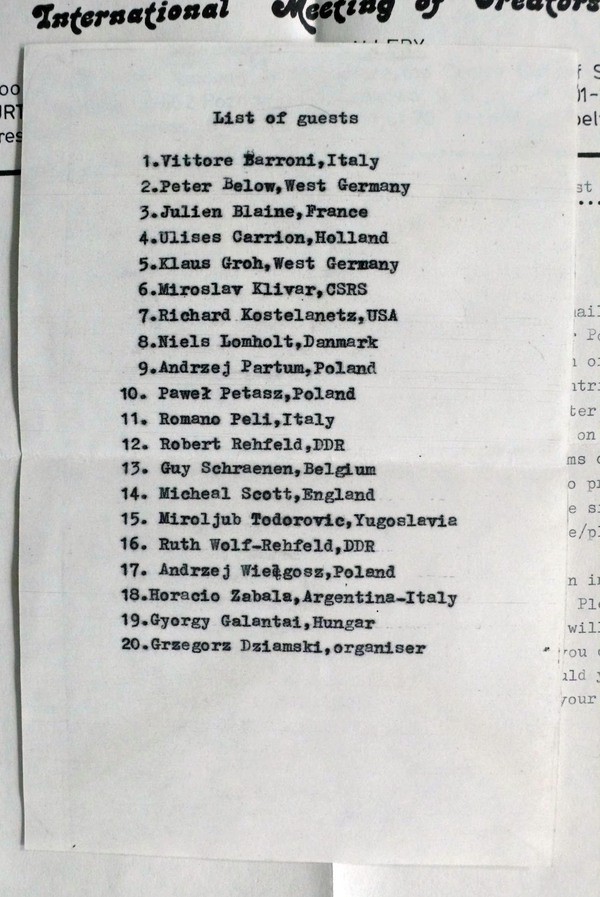 International Meeting of Creators
List of guests
1.Vittore Barroni,Italy
2.Peter Below,West Germany
3.Julien Blaine,France
4.Ulises Carrion,Holland
5.Klaus Groh,West Germany
6.Miroslav Klivar,CSRS
7.Richard Kostelanetz,USA
8.Niels Lomholt,Danmark
9.Andrzej Partum,Poland
10. Paweł Petasz,Poland
11. Romano Peli,Italy
12. Robert Rehfeld,DDR
13. Guy Schraenen,Belgium
14. Micheal Scott,England
15. Miroljub Todorovic,Yugoslavia
16. Ruth Wolf-Rehfeld,DDR
17. Andrzej Wielgosz,Poland
18.Horacio Zabala,Argentina-Italy
19.Gyorgy Galantai,Hungar
20.Grzegorz Dziamski,organiser